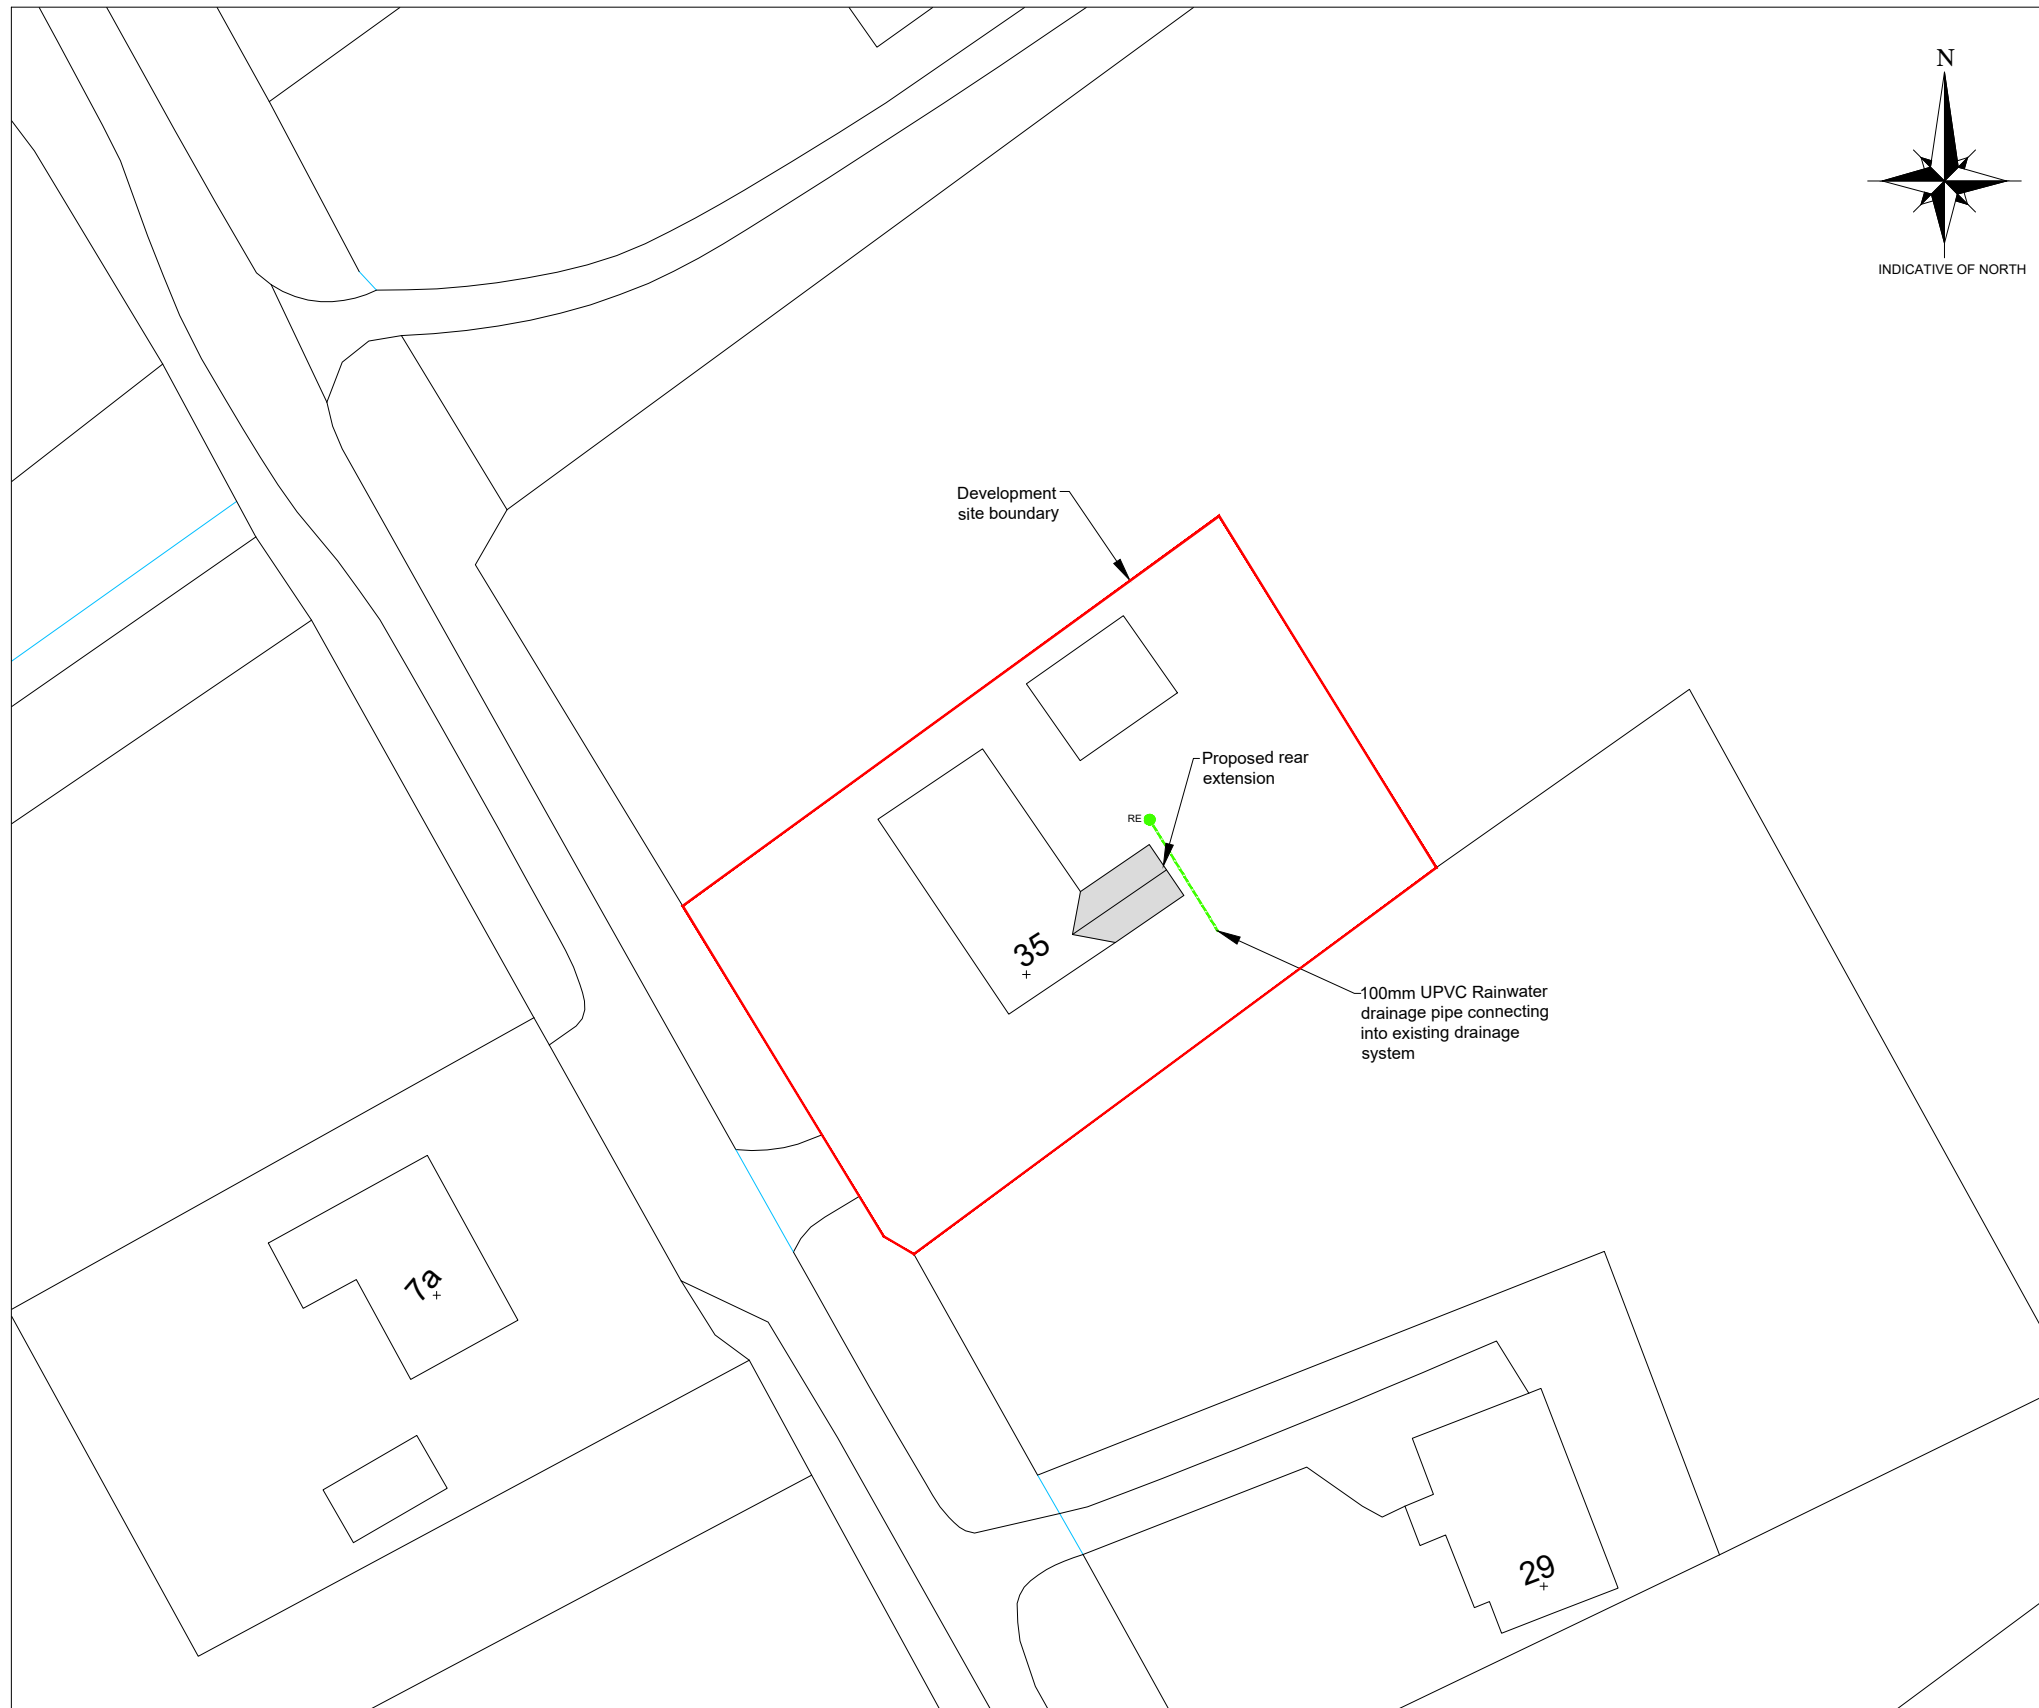 N
INDICATIVE OF NORTH
Development
site boundary
Proposed rear
extension
RE
35
100mm UPVC Rainwater
drainage pipe connecting
into existing drainage
system
7a
29